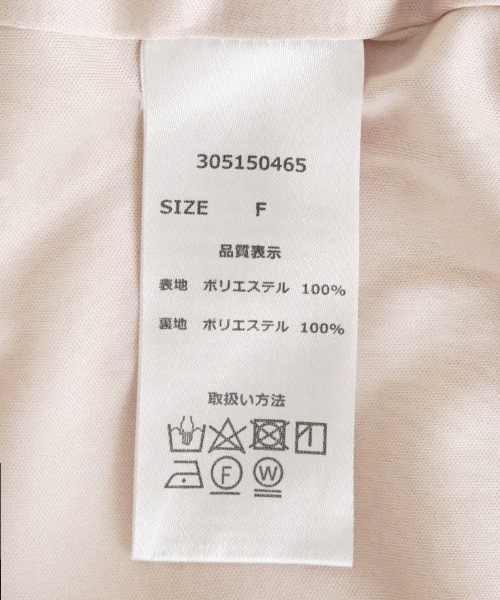 305150465
SIZE F
品質表示
表地 ポリエステル 100%
裏地 ポリエステル 100%
取扱い方法
F W